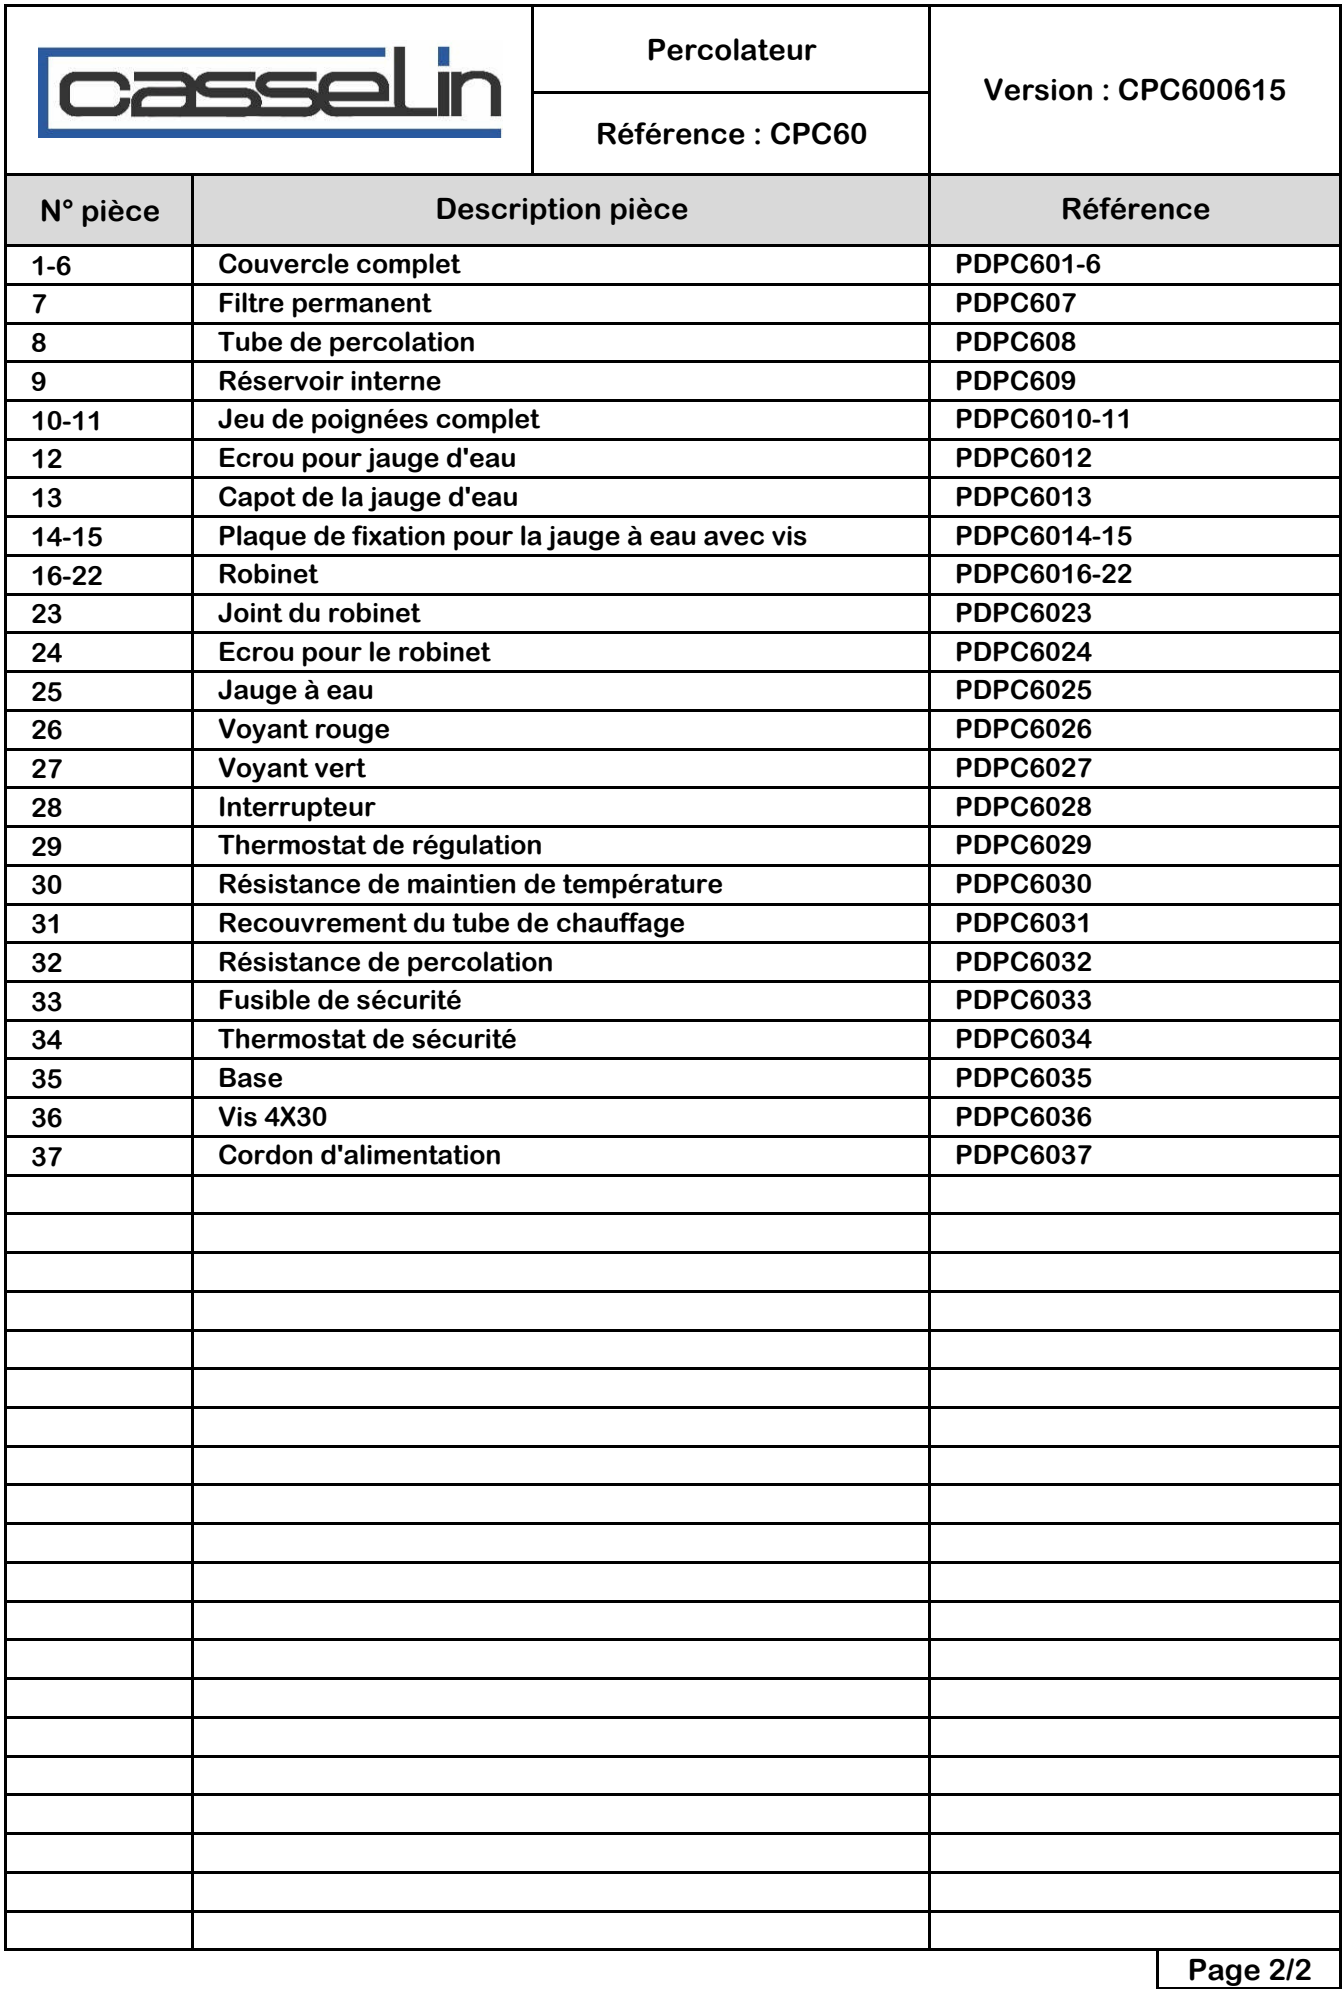 casseLin
Percolateur
Référence : CPC60
Version : CPC600615
N° pièce Description pièce Référence
1-6 Couvercle complet PDPC601-6
7 Filtre permanent PDPC607
8 Tube de percolation PDPC608
9 Réservoir interne PDPC609
10-11 Jeu de poignées complet PDPC6010-11
12 Ecrou pour jauge d'eau PDPC6012
13 Capot de la jauge d'eau PDPC6013
14-15 Plaque de fixation pour la jauge à eau avec vis PDPC6014-15
16-22 Robinet PDPC6016-22
23 Joint du robinet PDPC6023
24 Ecrou pour le robinet PDPC6024
25 Jauge à eau PDPC6025
26 Voyant rouge PDPC6026
27 Voyant vert PDPC6027
28 Interrupteur PDPC6028
29 Thermostat de régulation PDPC6029
30 Résistance de maintien de température PDPC6030
31 Recouvrement du tube de chauffage PDPC6031
32 Résistance de percolation PDPC6032
33 Fusible de sécurité PDPC6033
34 Thermostat de sécurité PDPC6034
35 Base PDPC6035
36 Vis 4X30 PDPC6036
37 Cordon d'alimentation PDPC6037
Page 2/2